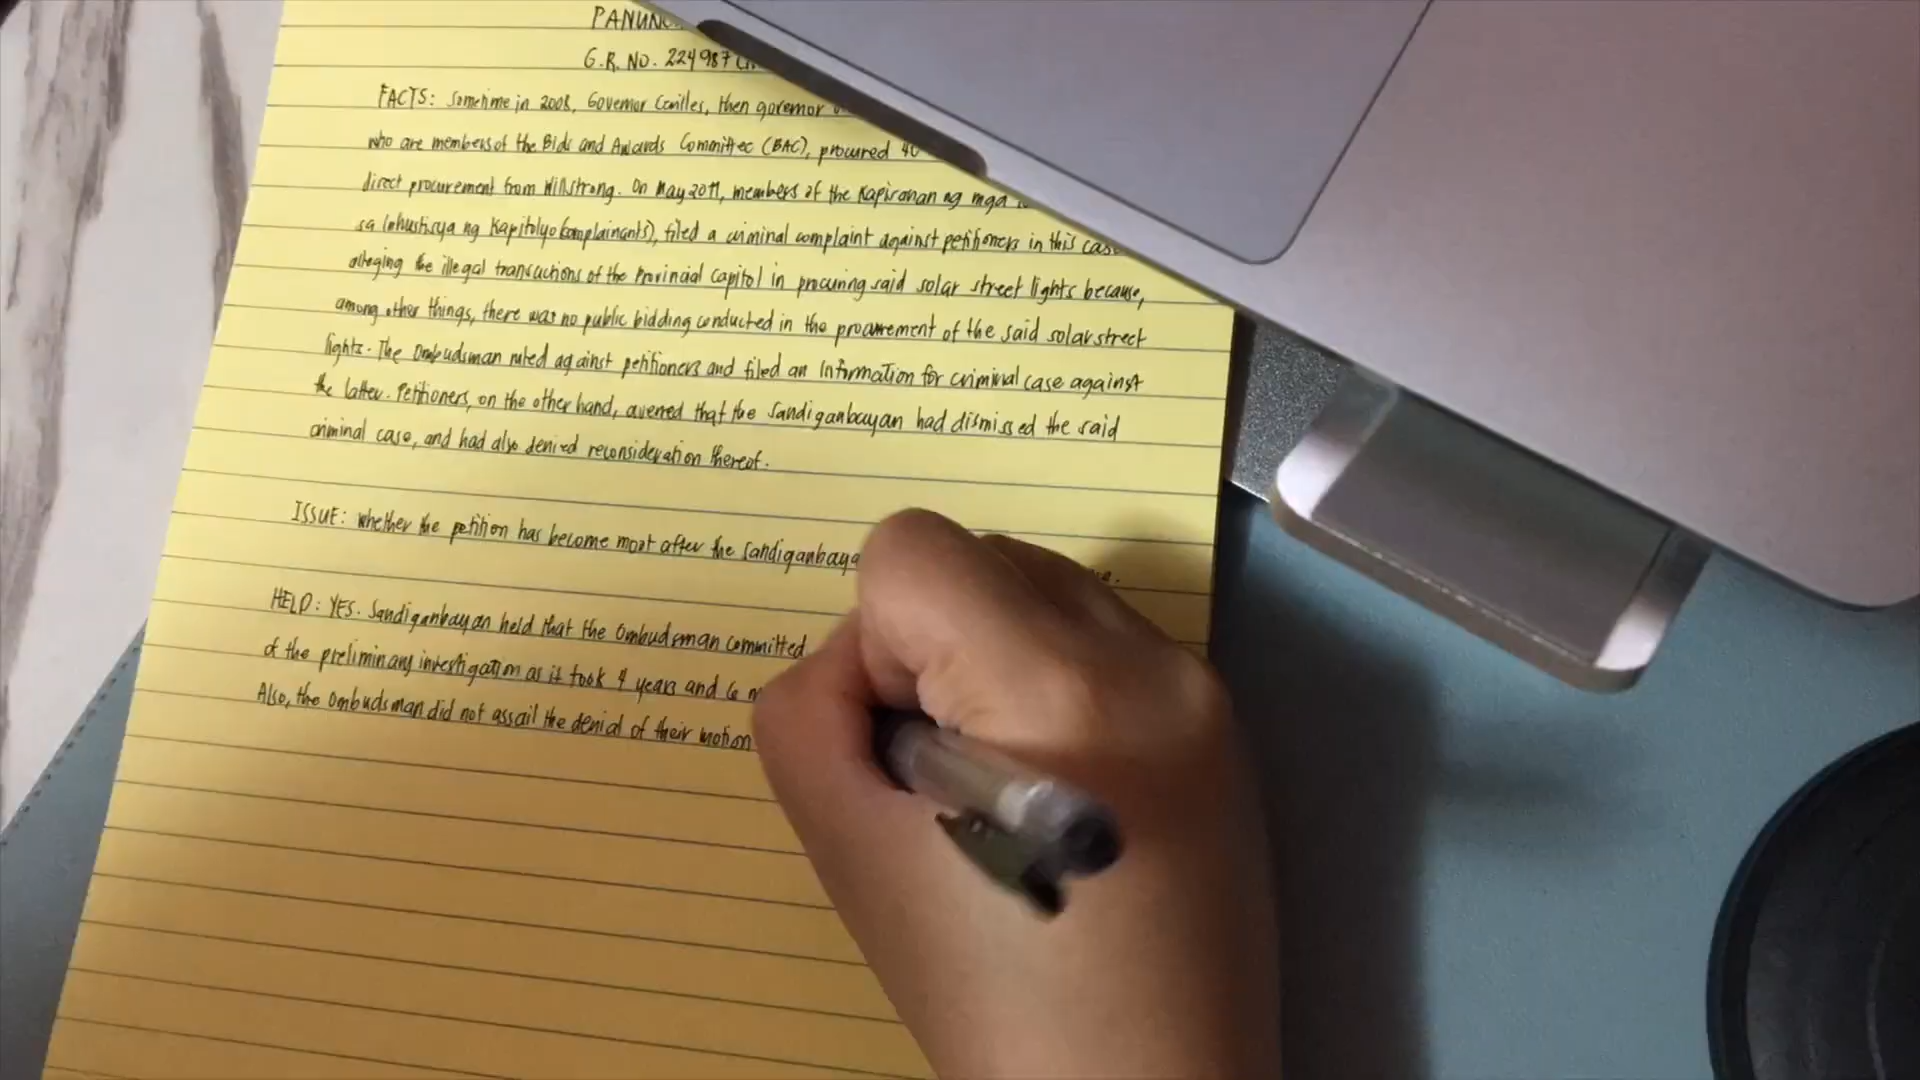 G.R. NO. 224987
FACTS: Sometime in 2008, Governor Caniles, then governor
who are members of the Bids and Awards Committee (BAC), procured 40
direct procurement from Willstrong. On May 2011, members of the Kapisanan ng mga
sa Inhustisya ng Kapitolyo (complainants), filed a criminal complaint against petitioners in this
alleging the illegal transactions of the Provincial Capitol in procuring said solar street lights because,
among other things, there was no public bidding conducted in the procurement of the said solar street
lights. The Ombudsman ruled against petitioners and filed an Information for criminal case against
the latter. Petitioners, on the other hand, averred that the Sandiganbayan had dismissed the said
criminal case, and had also denied reconsideration thereof.
ISSUE: Whether the petition has become moot after the
HELD: YES. Sandiganbayan held that the Ombudsman committed
of the preliminary investigation as it took 4 years and 6
Also, the Ombudsman did not assail the denial of their motion